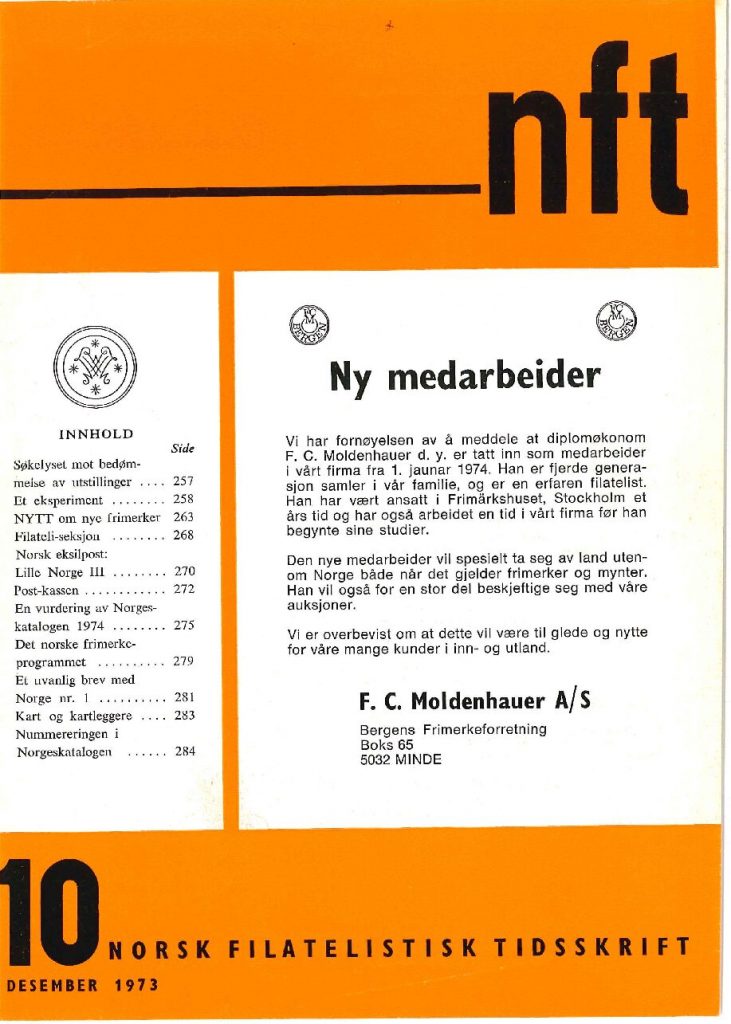 nft
INNHOLD
Side
Søkelyset mot bedøm-
melse av utstillinger .... 257
Et eksperiment ........ 258
NYTT om nye frimerker 263
Filateli-seksjon ........ 268
Norsk eksilpost:
Lille Norge III ........ 270
Post-kassen ............ 272
En vurdering av Norges-
katalogen 1974 ........ 275
Det norske frimerke-
programmet .......... 279
Et uvanlig brev med
Norge nr. 1 .......... 281
Kart og kartleggere .... 283
Nummereringen i
Norgeskatalogen ...... 284
FCM BERGEN
FCM BERGEN
Ny medarbeider
Vi har fornøyelsen av å meddele at diplomøkonom
F. C. Moldenhauer d. y. er tatt inn som medarbeider
i vårt firma fra 1. jaunar 1974. Han er fjerde genera-
sjon samler i vår familie, og er en erfaren filatelist.
Han har vært ansatt i Frimärkshuset, Stockholm et
års tid og har også arbeidet en tid i vårt firma før han
begynte sine studier.
Den nye medarbeider vil spesielt ta seg av land uten-
om Norge både når det gjelder frimerker og mynter.
Han vil også for en stor del beskjeftige seg med våre
auksjoner.
Vi er overbevist om at dette vil være til glede og nytte
for våre mange kunder i inn- og utland.
F. C. Moldenhauer A/S
Bergens Frimerkeforretning
Boks 65
5032 MINDE
10 NORSK FILATELISTISK TIDSSKRIFT
DESEMBER 1973